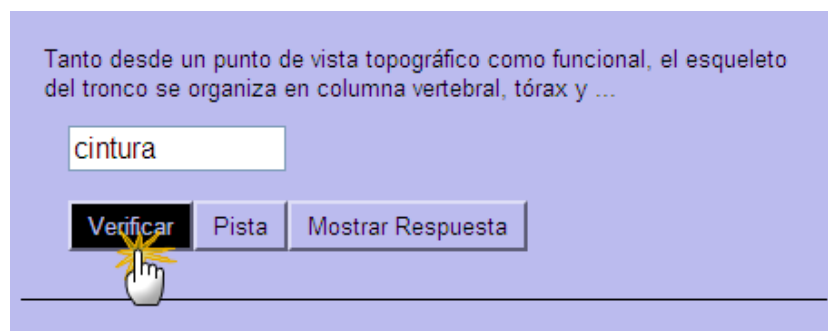 Tanto desde un punto de vista topográfico como funcional, el esqueleto
del tronco se organiza en columna vertebral, tórax y ...
cintura
Verificar Pista Mostrar Respuesta